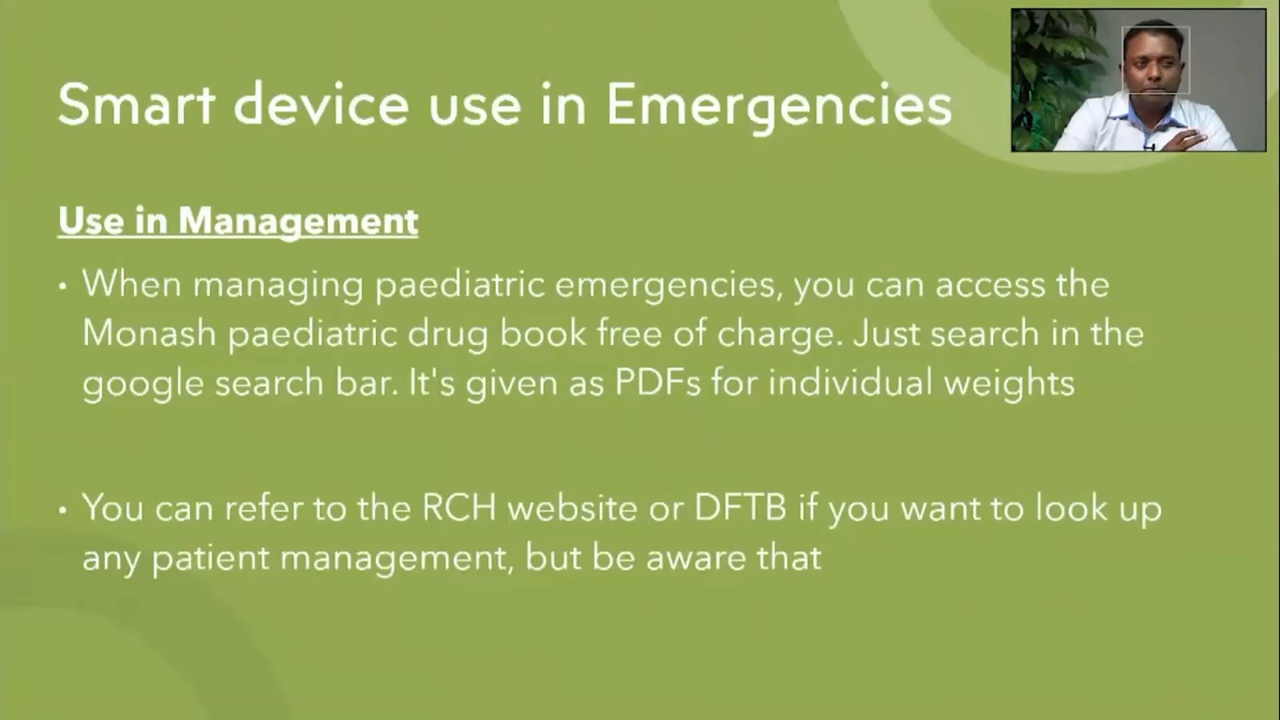 Smart device use in Emergencies
Use in Management
• When managing paediatric emergencies, you can access the
Monash paediatric drug book free of charge. Just search in the
google search bar. It's given as PDFs for individual weights
• You can refer to the RCH website or DFTB if you want to look up
any patient management, but be aware that